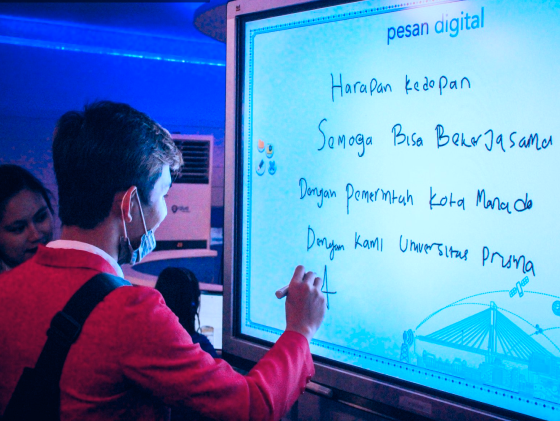 pesan digital
Harapan Kedepan
Semoga Bisa Bekerjasama
Dengan Pemerintah Kota Manado
Dengan Kami Universitas Prisma